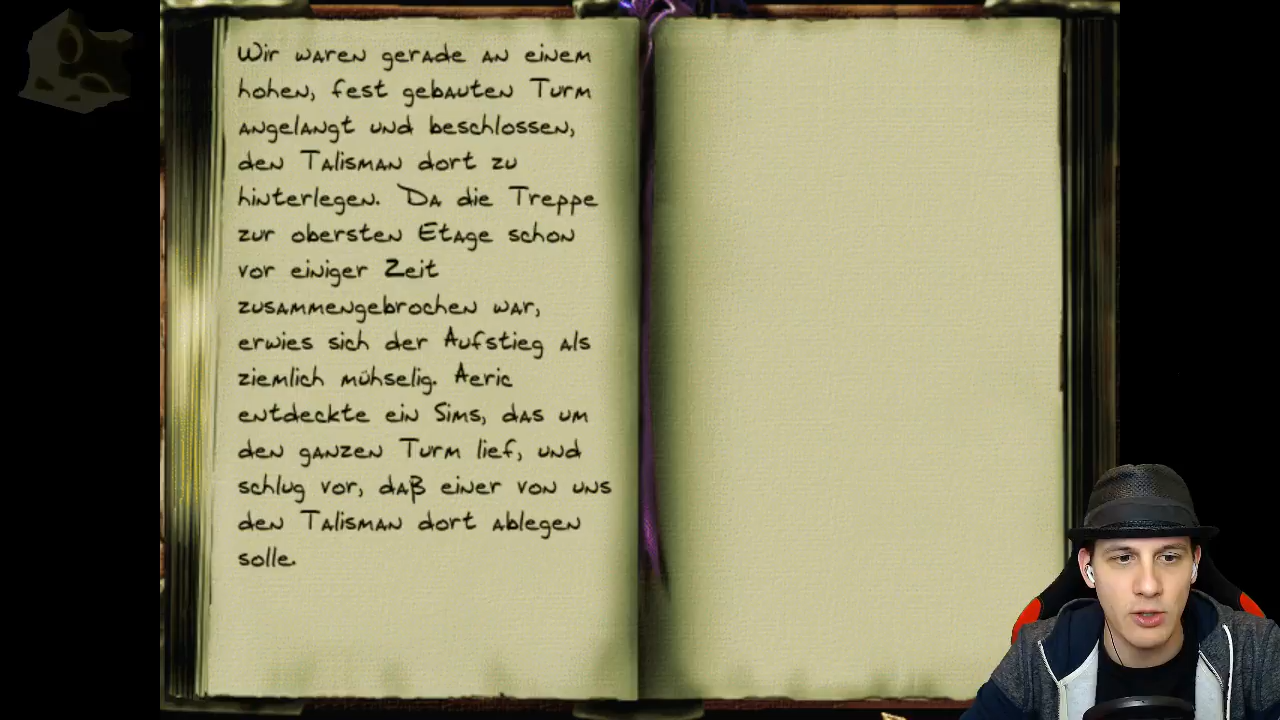 Wir waren gerade an einem
hohen, fest gebauten Turm
angelangt und beschlossen,
den Talisman dort zu
hinterlegen. Da die Treppe
zur obersten Etage schon
vor einiger Zeit
zusammengebrochen war,
erwies sich der Aufstieg als
ziemlich mühselig. Aeric
entdeckte ein Sims, das um
den ganzen Turm lief, und
schlug vor, daß einer von uns
den Talisman dort ablegen
solle.